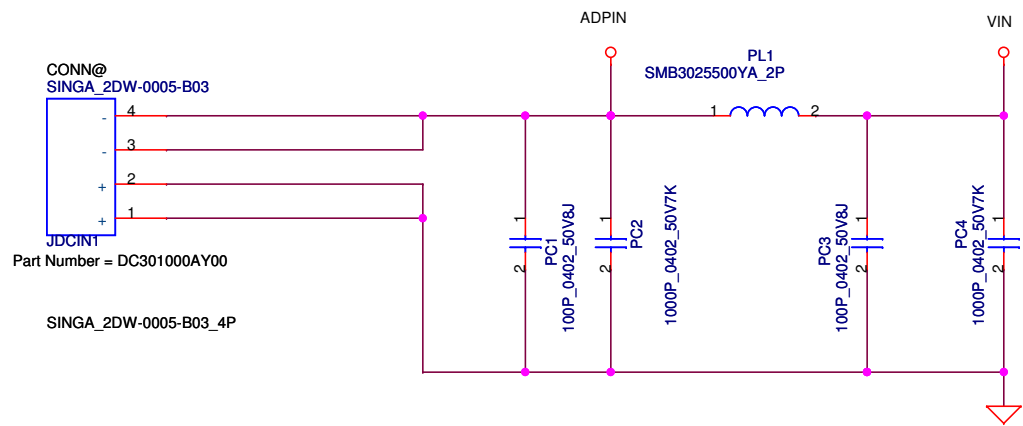 ADPIN
VIN
CONN@
SINGA_2DW-0005-B03
PL1
SMB3025500YA_2P
- 4
- 3
+ 2
+ 1
1 2
JDCIN1
Part Number = DC301000AY00
SINGA_2DW-0005-B03_4P
1
2
PC1
100P_0402_50V8J
1
2
PC2
1000P_0402_50V7K
1
2
PC3
100P_0402_50V8J
1
2
PC4
1000P_0402_50V7K